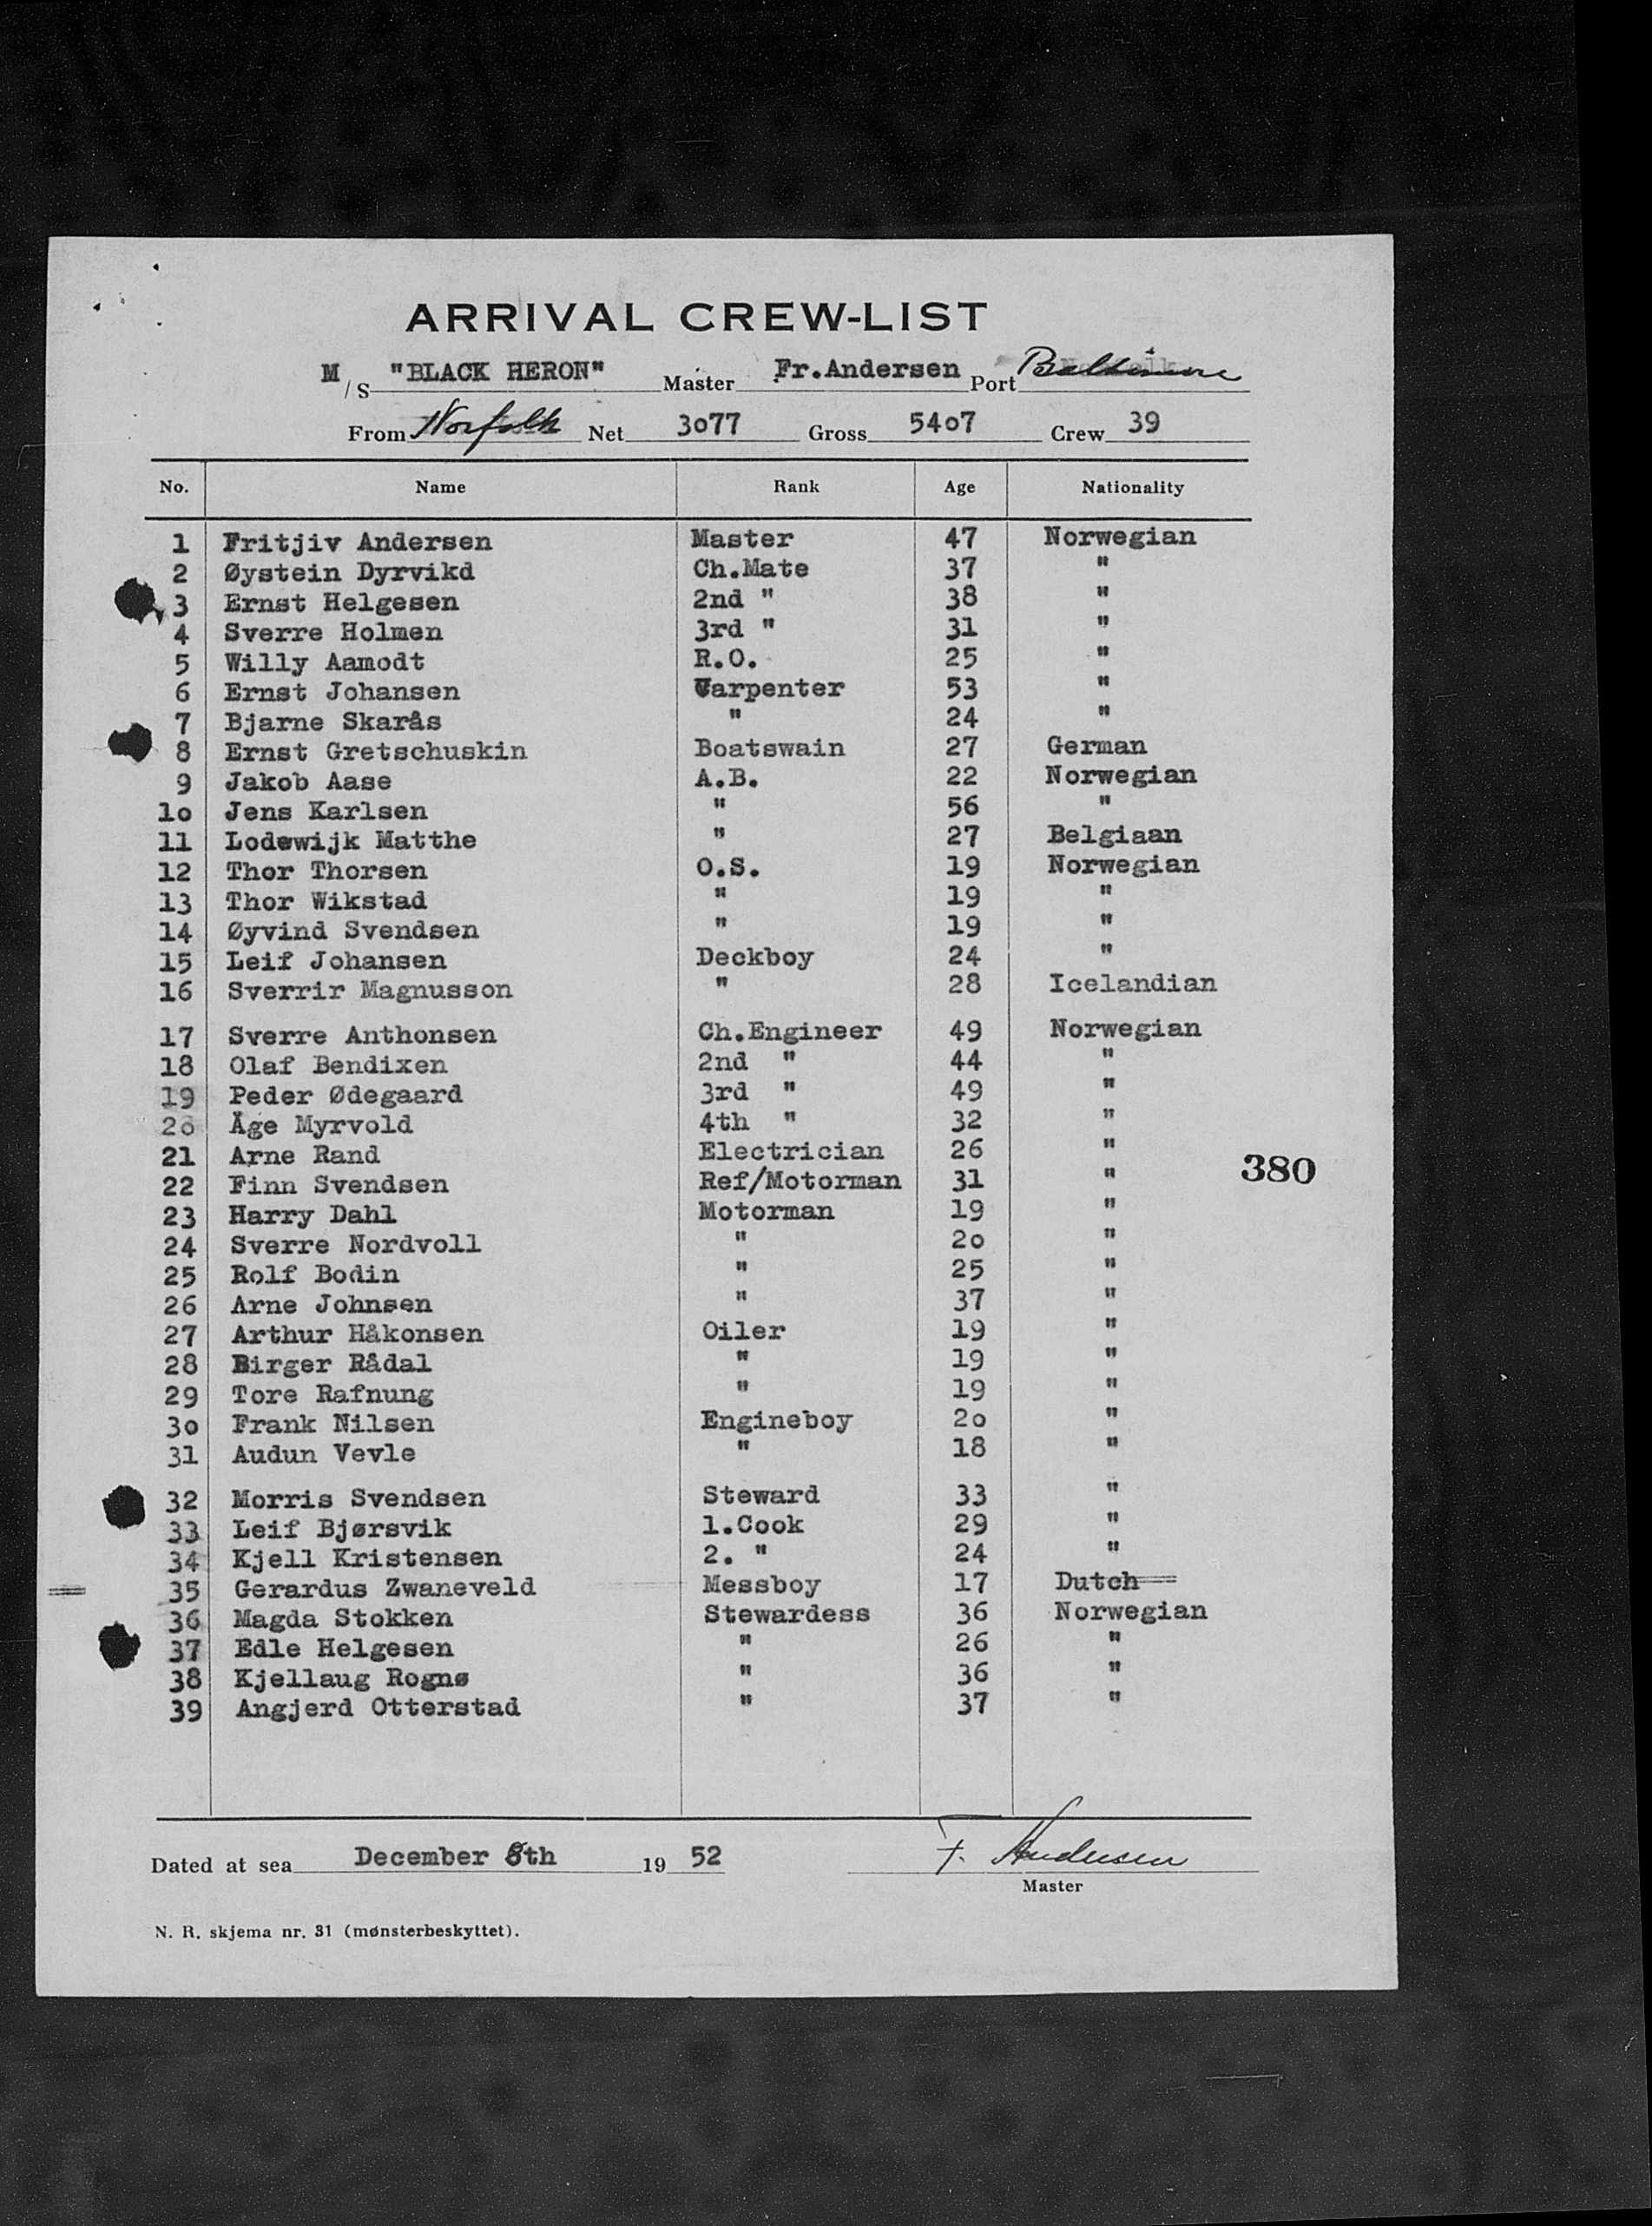 ARRIVAL CREW-LIST
M/S "BLACK HERON" Master Fr.Andersen Port Baltimore
From Norfolk Net 3o77 Gross 54o7 Crew 39
No. Name Rank Age Nationality
1 Fritjiv Andersen Master 47 Norwegian
2 Øystein Dyrvikd Ch.Mate 37 "
3 Ernst Helgesen 2nd " 38 "
4 Sverre Holmen 3rd " 31 "
5 Willy Aamodt R.O. 25 "
6 Ernst Johansen Carpenter 53 "
7 Bjarne Skarås " 24 "
8 Ernst Gretschuskin Boatswain 27 German
9 Jakob Aase A.B. 22 Norwegian
1o Jens Karlsen " 56 "
11 Lodewijk Matthe " 27 Belgiaan
12 Thor Thorsen O.S. 19 Norwegian
13 Thor Wikstad " 19 "
14 Øyvind Svendsen " 19 "
15 Leif Johansen Deckboy 24 "
16 Sverrir Magnusson " 28 Icelandian
17 Sverre Anthonsen Ch.Engineer 49 Norwegian
18 Olaf Bendixen 2nd " 44 "
19 Peder Ødegaard 3rd " 49 "
2o Åge Myrvold 4th " 32 "
21 Arne Rand Electrician 26 "
380
22 Finn Svendsen Ref/Motorman 31 "
23 Harry Dahl Motorman 19 "
24 Sverre Nordvoll " 2o "
25 Rolf Bodin " 25 "
26 Arne Johnsen " 37 "
27 Arthur Håkonsen Oiler 19 "
28 Birger Rådal " 19 "
29 Tore Rafnung " 19 "
3o Frank Nilsen Engineboy 2o "
31 Audun Vevle " 18 "
32 Morris Svendsen Steward 33 "
33 Leif Bjørsvik 1.Cook 29 "
34 Kjell Kristensen 2. " 24 "
35 Gerardus Zwaneveld Messboy 17 Dutch
36 Magda Stokken Stewardess 36 Norwegian
37 Edle Helgesen " 26 "
38 Kjellaug Rognø " 36 "
39 Angjerd Otterstad " 37 "
Dated at sea December 8th 19 52 F. Andersen
Master
N. R. skjema nr. 31 (mønsterbeskyttet).